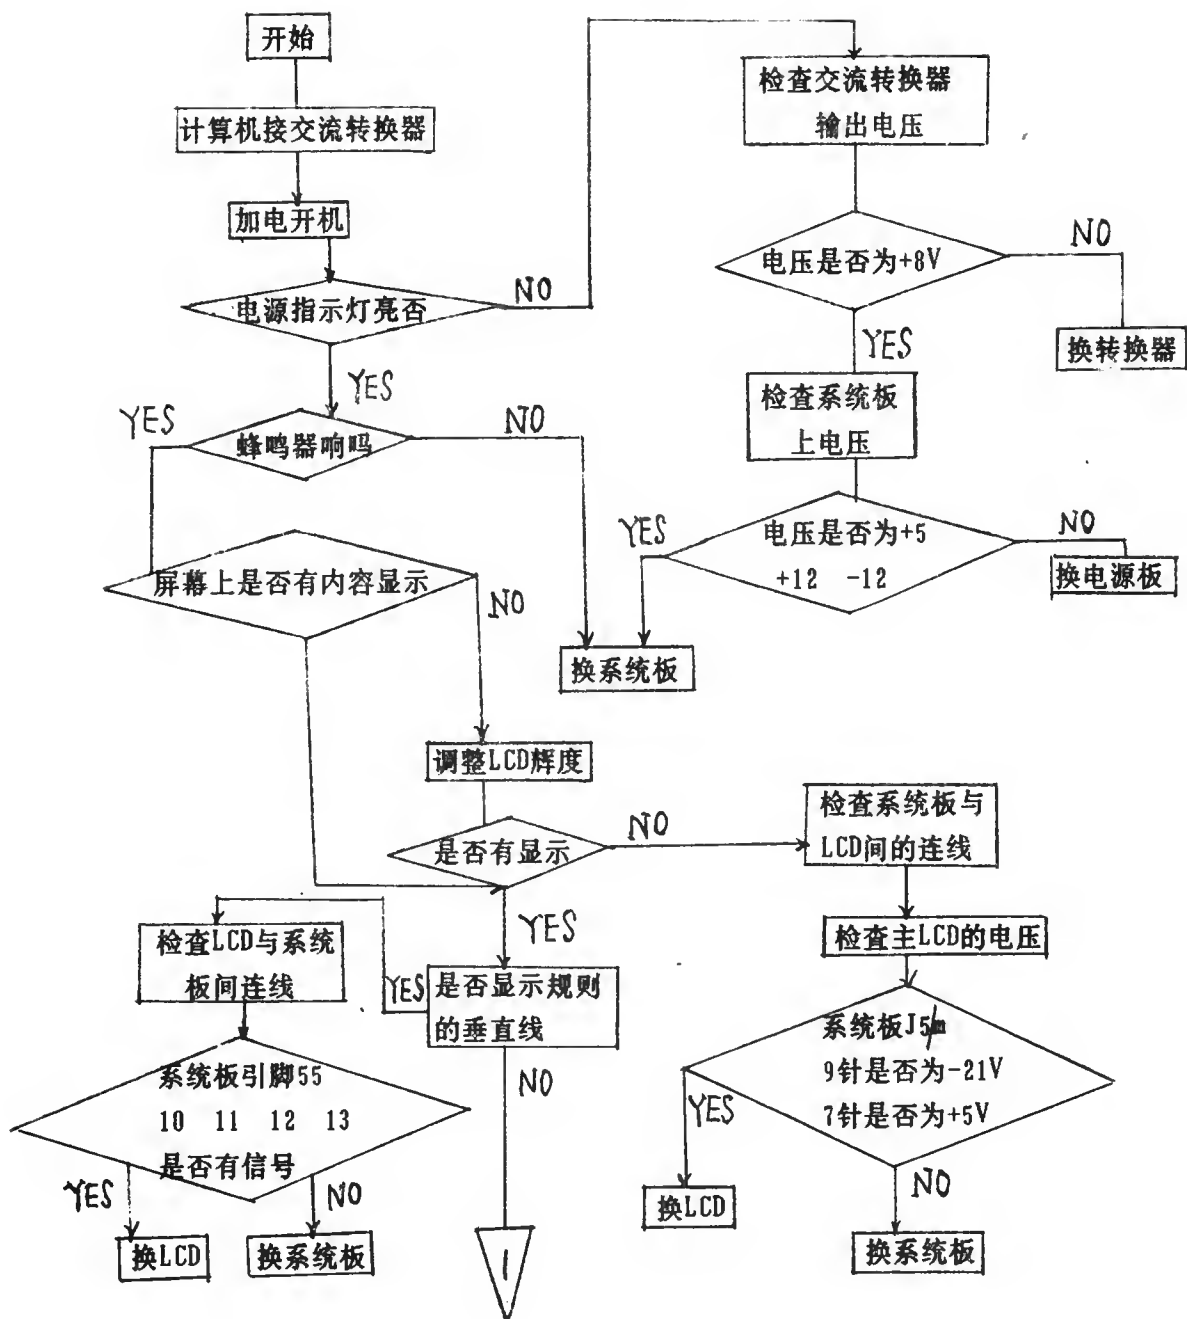 开始
计算机接交流转换器
加电开机
电源指示灯亮否
NO
YES
检查交流转换器
输出电压
电压是否为+8V
NO
换转换器
YES
检查系统板
上电压
电压是否为+5
+12 -12
YES
NO
换电源板
YES
蜂鸣器响吗
NO
屏幕上是否有内容显示
NO
换系统板
调整LCD辉度
是否有显示
NO
检查系统板与
LCD间的连线
检查主LCD的电压
系统板J5
9针是否为-21V
7针是否为+5V
YES
换LCD
NO
换系统板
YES
是否显示规则
的垂直线
YES
NO
检查LCD与系统
板间连线
系统板引脚55
10 11 12 13
是否有信号
YES
换LCD
NO
换系统板
1